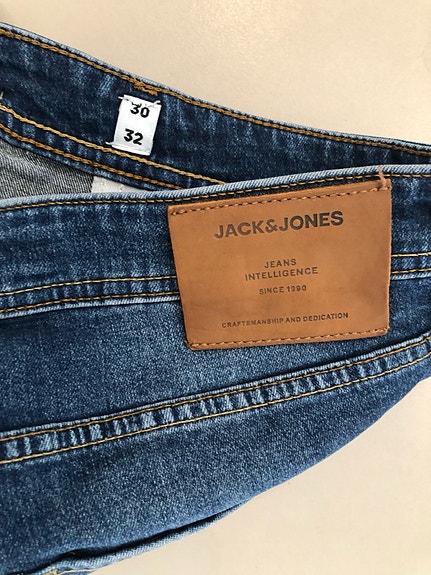 30
32
JACK&JONES
JEANS
INTELLIGENCE
SINCE 1990
CRAFTSMANSHIP AND DEDICATION